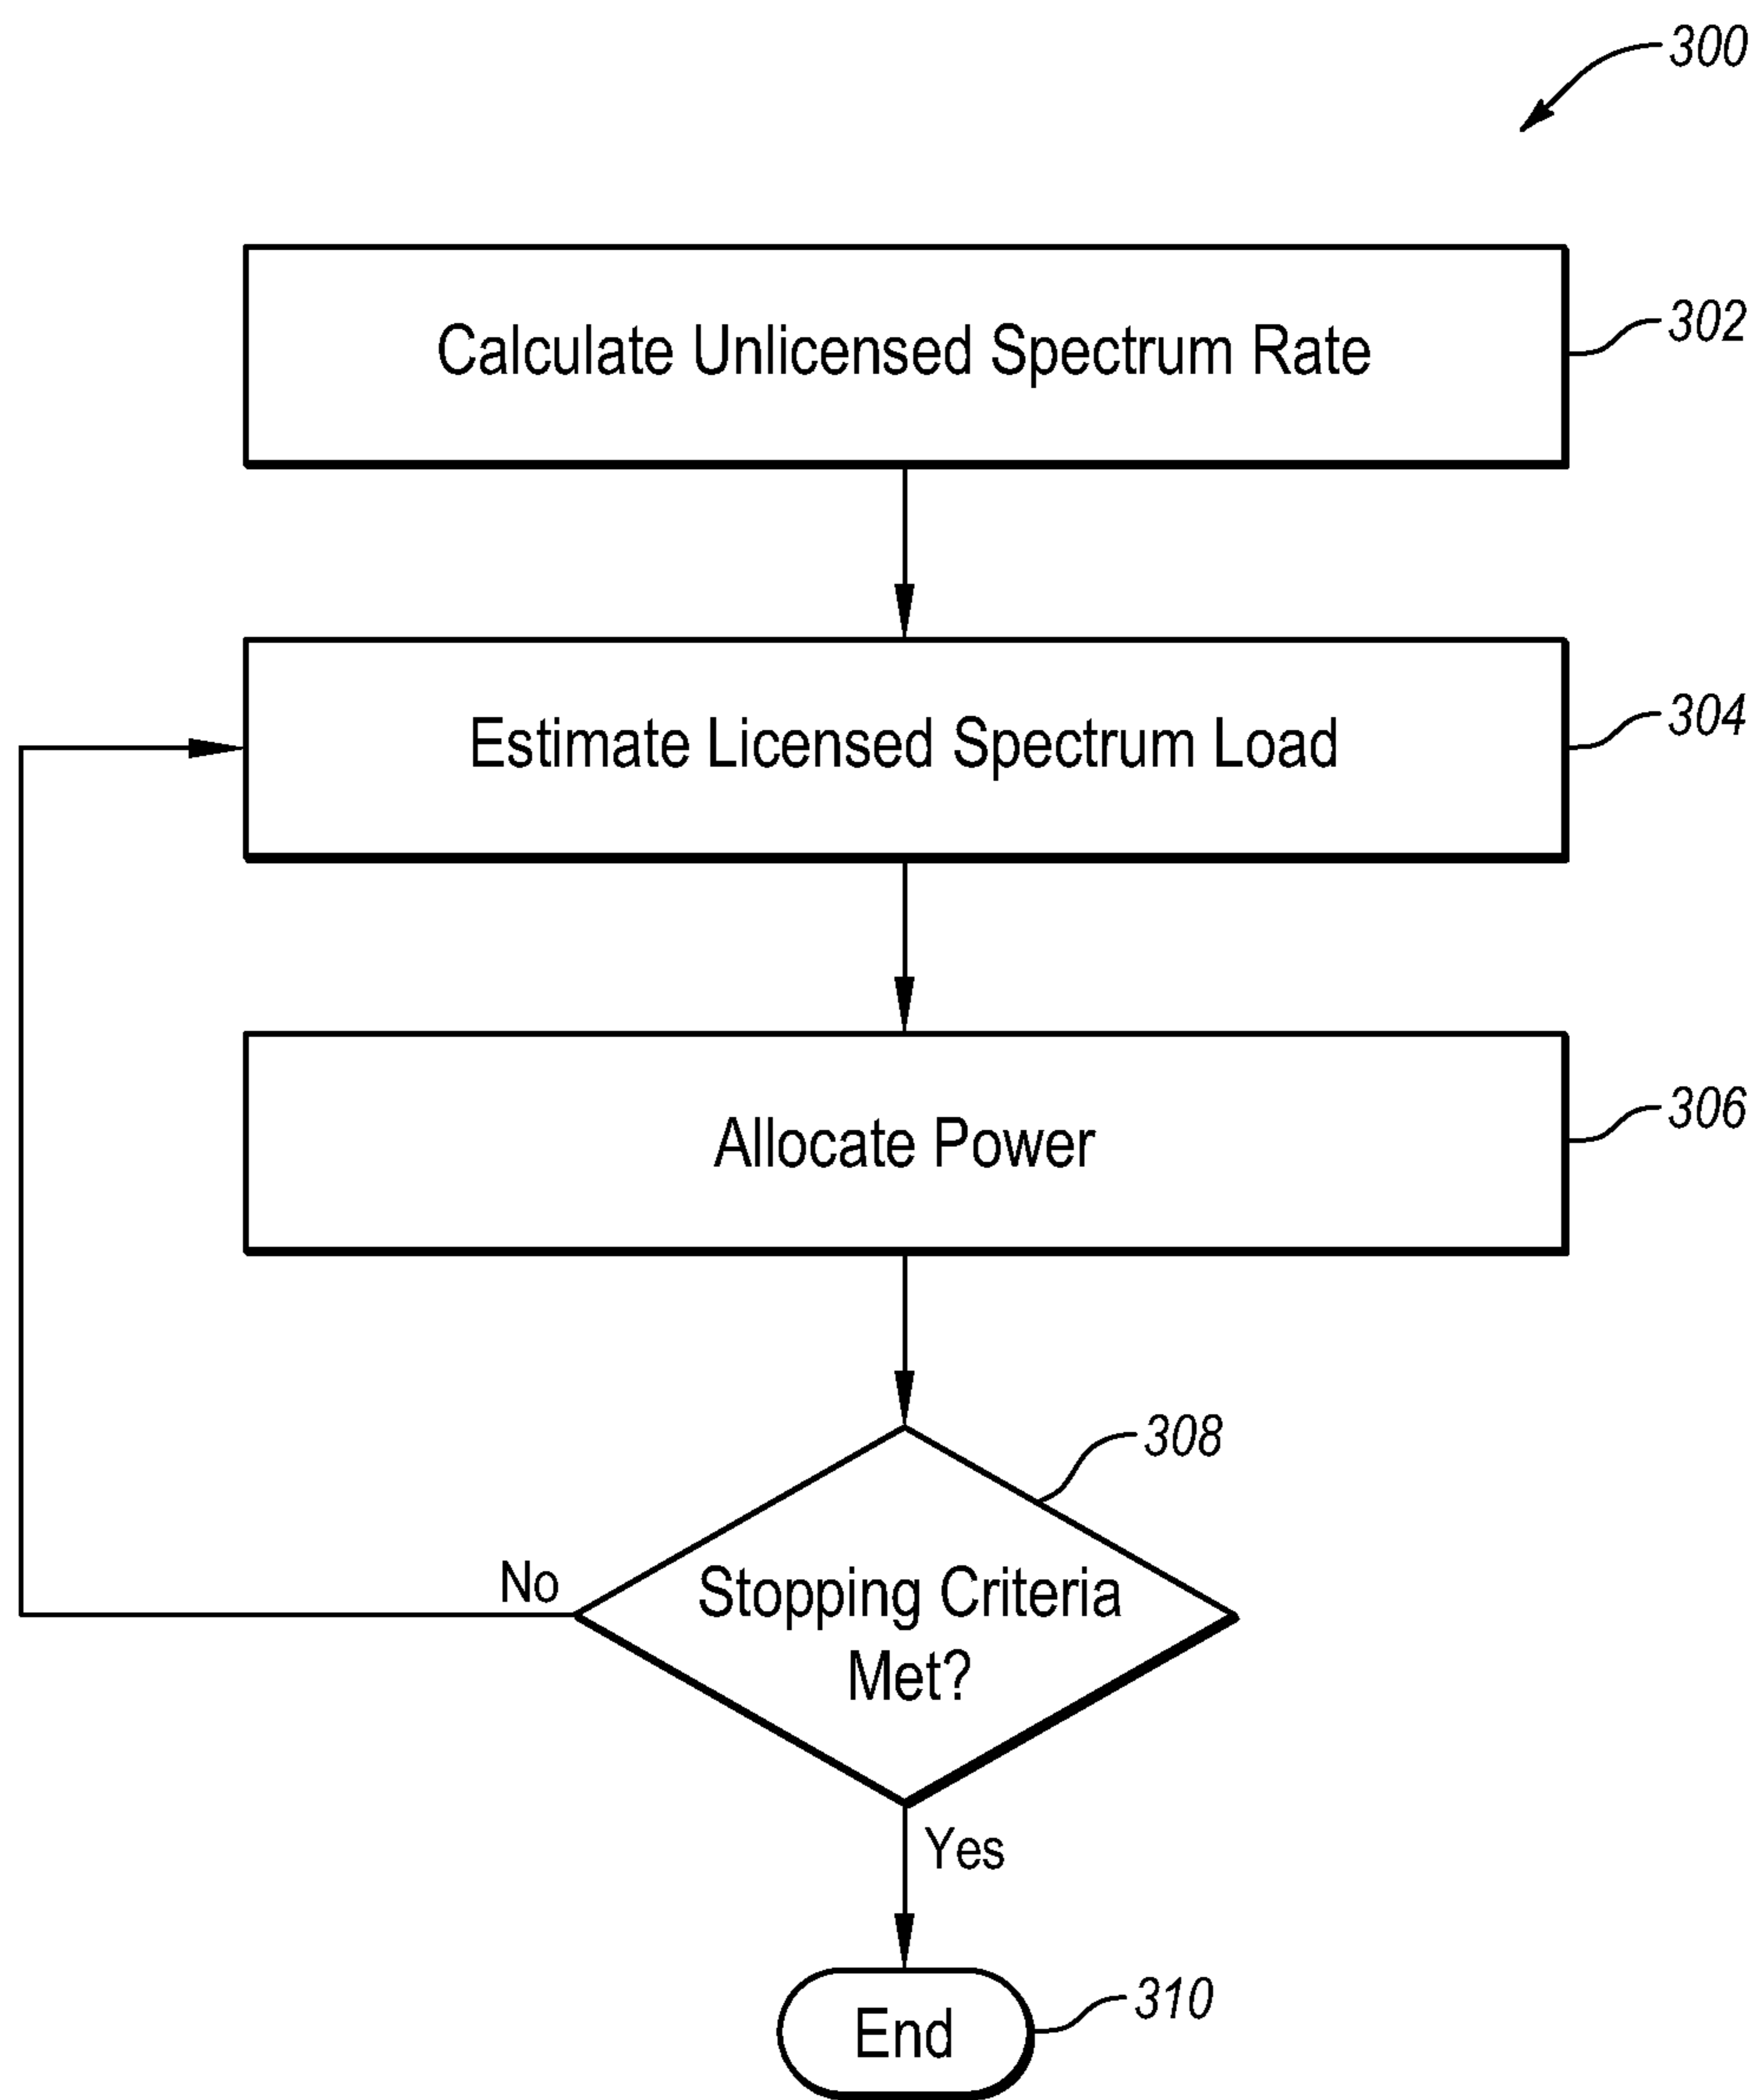 300
Calculate Unlicensed Spectrum Rate
302
Estimate Licensed Spectrum Load
304
Allocate Power
306
308
No
Stopping Criteria
Met?
Yes
End
310